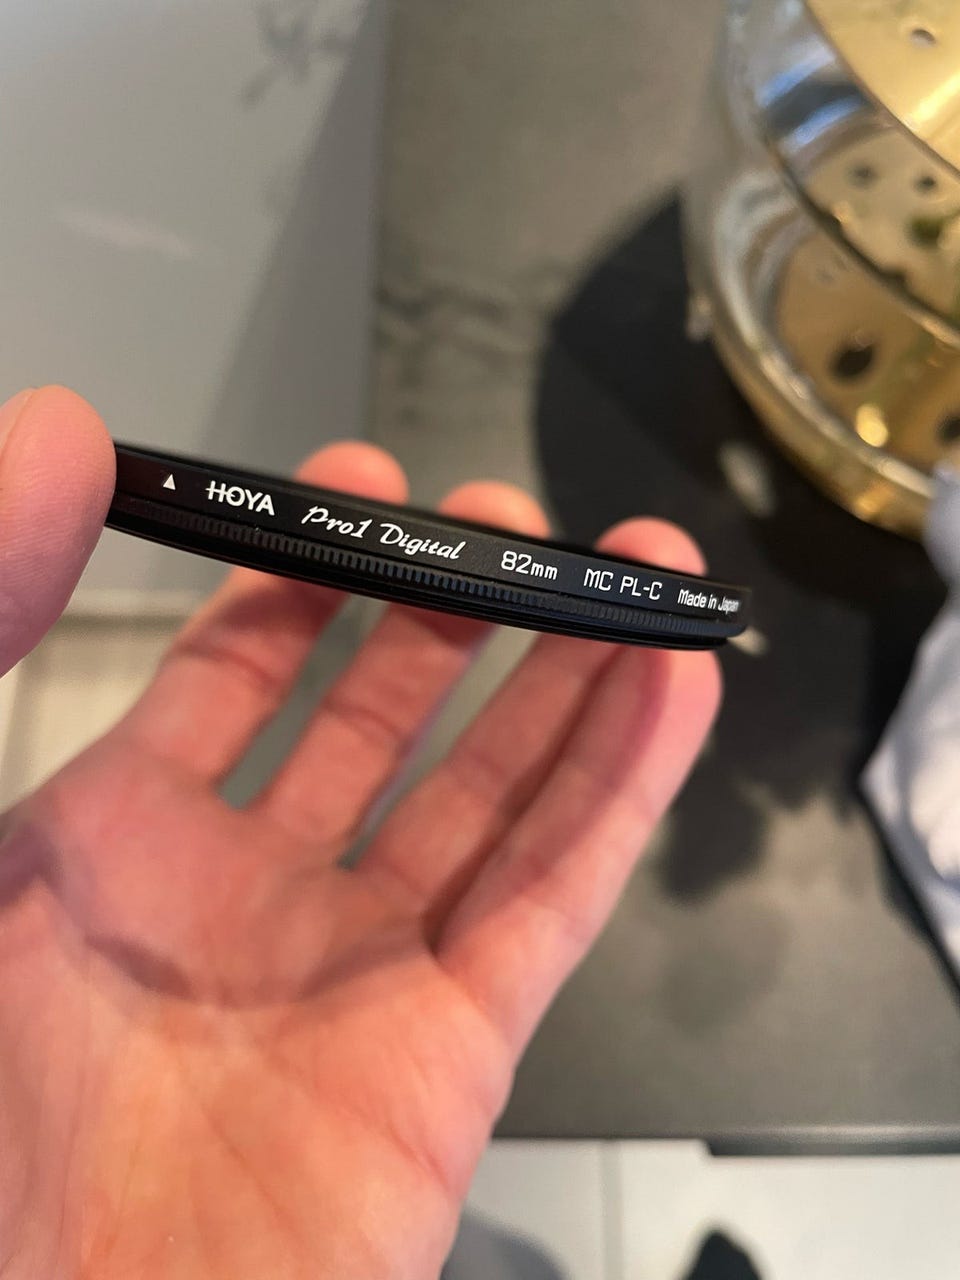 ▲ HOYA Pro1 Digital 82mm MC PL-C Made in Japan